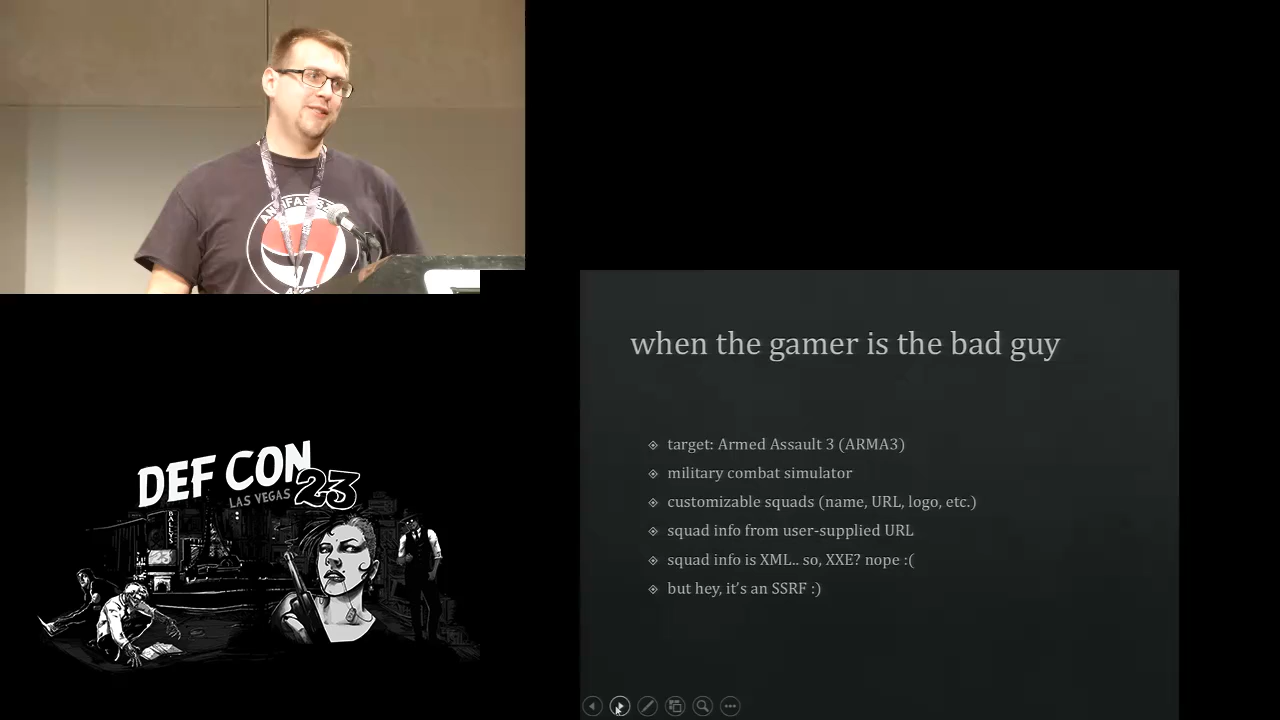 when the gamer is the bad guy
target: Armed Assault 3 (ARMA3)
military combat simulator
customizable squads (name, URL, logo, etc.)
squad info from user-supplied URL
squad info is XML.. so, XXE? nope :(
but hey, it's an SSRF :)
DEF CON
LAS VEGAS 23
BALLYS